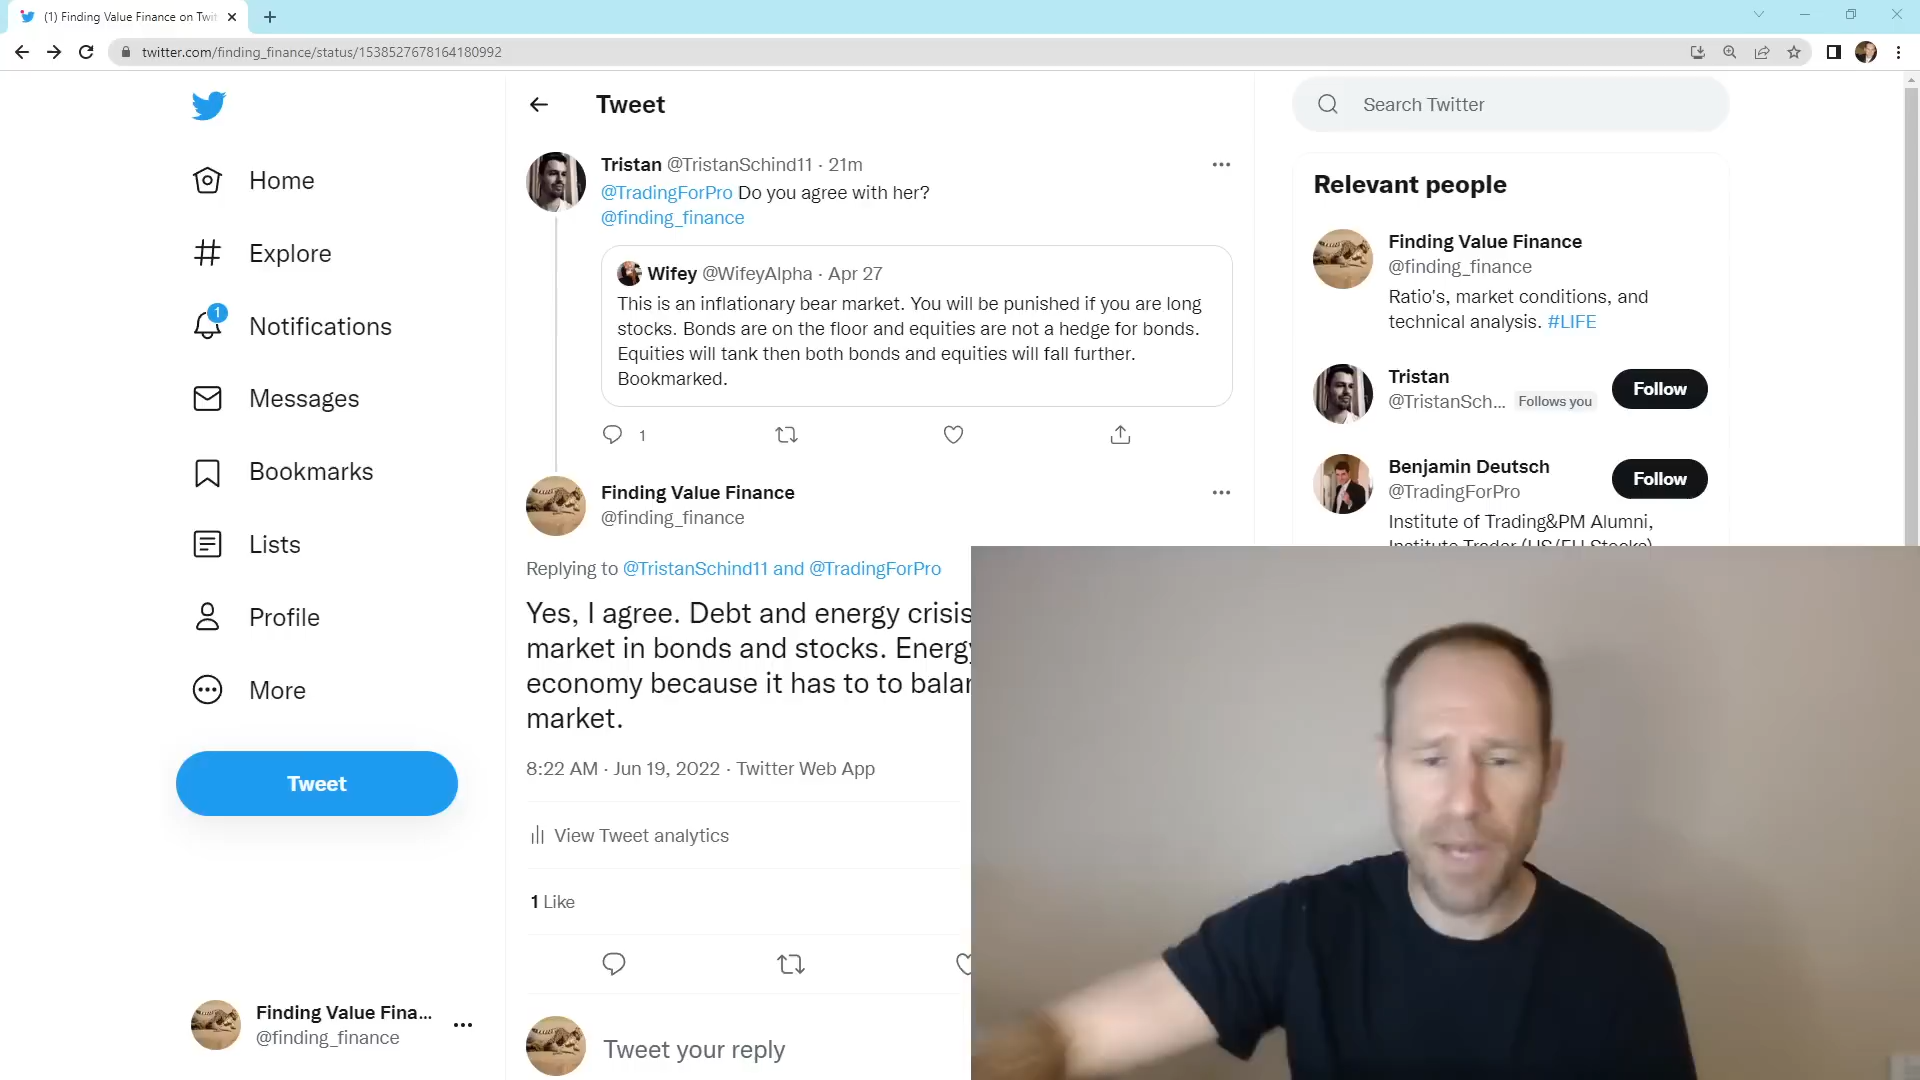 (1) Finding Value Finance on Twit
twitter.com/finding_finance/status/1538527678164180992
Tweet
Search Twitter
Home
Explore
1
Notifications
Messages
Bookmarks
Lists
Profile
More
Tweet
Finding Value Fina...
@finding_finance
Tristan @TristanSchind11 · 21m
@TradingForPro Do you agree with her?
@finding_finance
Wifey @WifeyAlpha · Apr 27
This is an inflationary bear market. You will be punished if you are long
stocks. Bonds are on the floor and equities are not a hedge for bonds.
Equities will tank then both bonds and equities will fall further.
Bookmarked.
1
Finding Value Finance
@finding_finance
Replying to @TristanSchind11 and @TradingForPro
Yes, I agree. Debt and energy crisis
market in bonds and stocks. Energy
economy because it has to to balan
market.
8:22 AM · Jun 19, 2022 · Twitter Web App
View Tweet analytics
1 Like
Tweet your reply
Relevant people
Finding Value Finance
@finding_finance
Ratio's, market conditions, and
technical analysis. #LIFE
Tristan
@TristanSch... Follows you
Follow
Benjamin Deutsch
@TradingForPro
Follow
Institute of Trading&PM Alumni,
Institute Trader (US/EU Stocks)